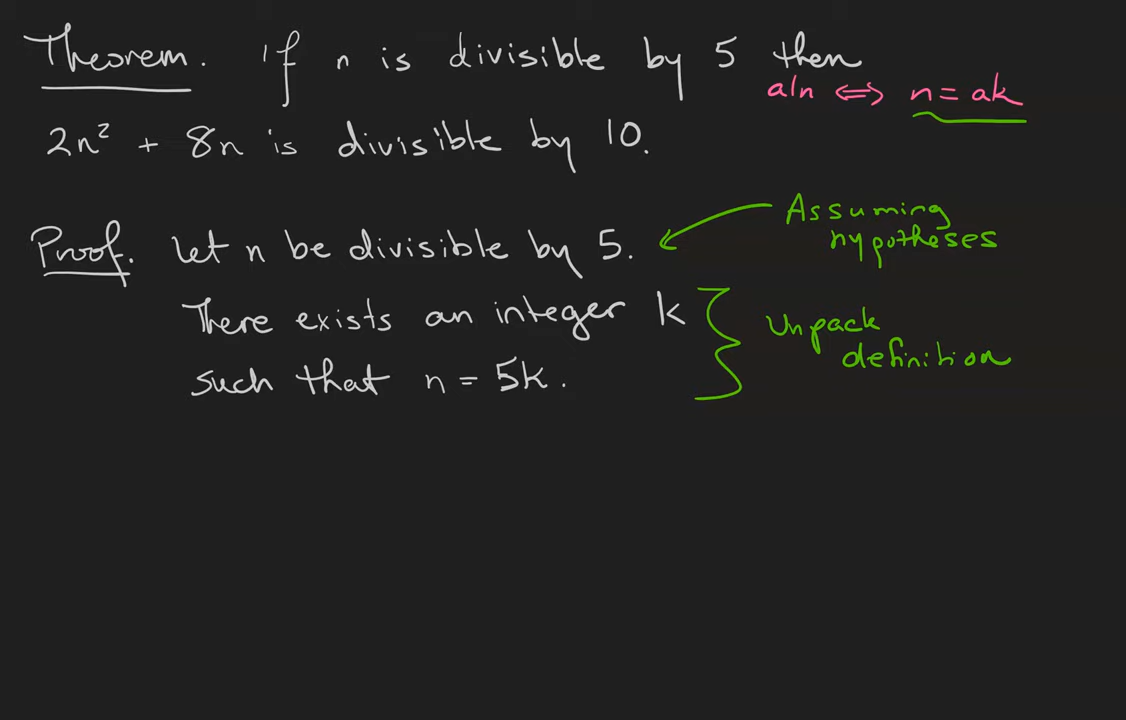 Theorem. If n is divisible by 5 then
a|n ⇔ n = ak
2n² + 8n is divisible by 10.
Proof. Let n be divisible by 5.
Assuming
hypotheses
There exists an integer k
such that n = 5k.
Unpack
definition